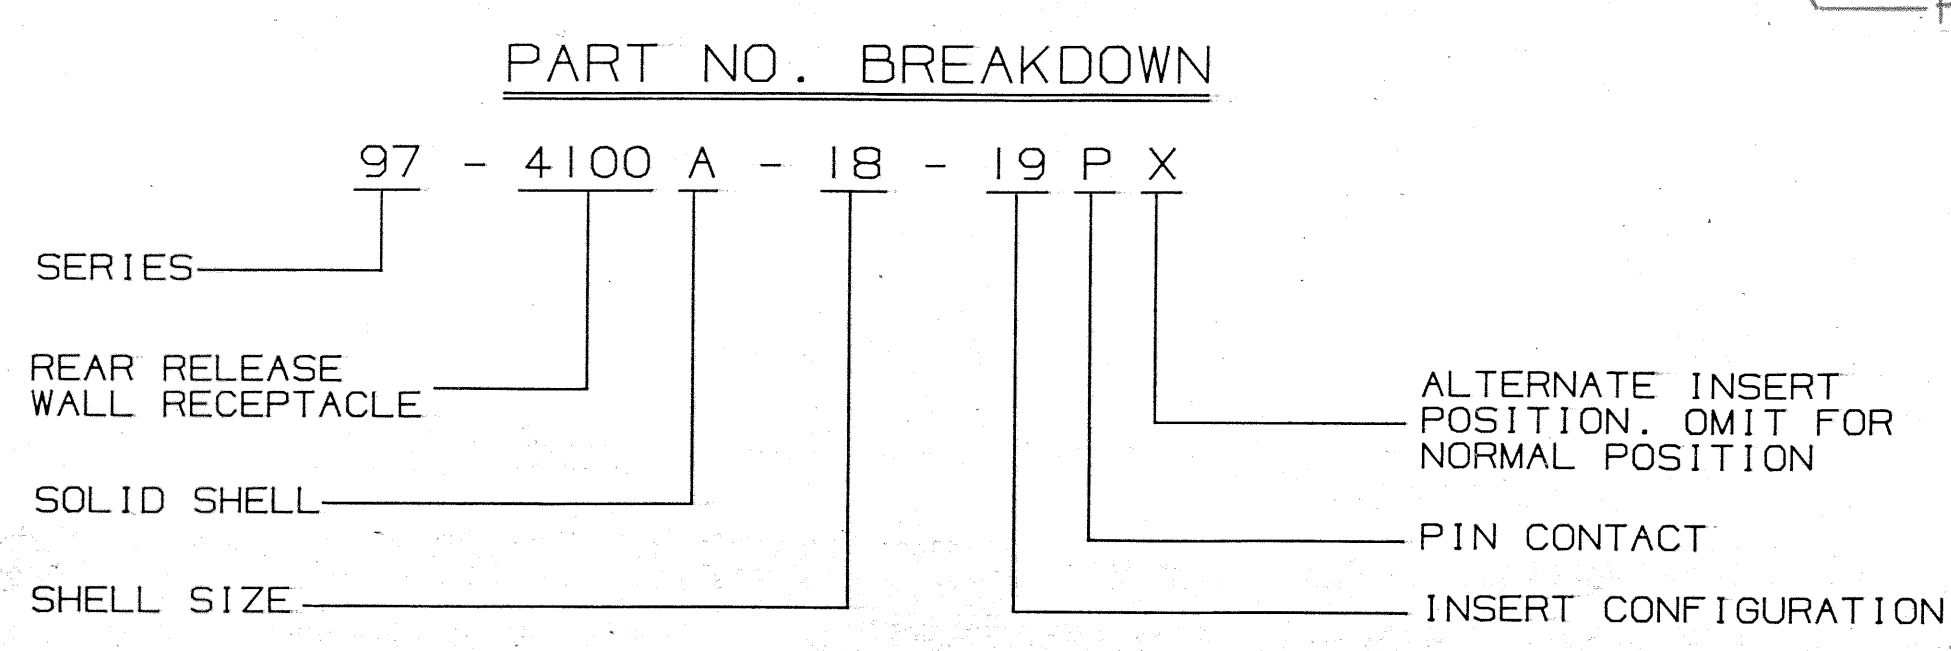 PART NO. BREAKDOWN
97 - 4100 A - 18 - 19 P X
SERIES
REAR RELEASE
WALL RECEPTACLE
ALTERNATE INSERT
POSITION. OMIT FOR
NORMAL POSITION
SOLID SHELL
PIN CONTACT
SHELL SIZE
INSERT CONFIGURATION